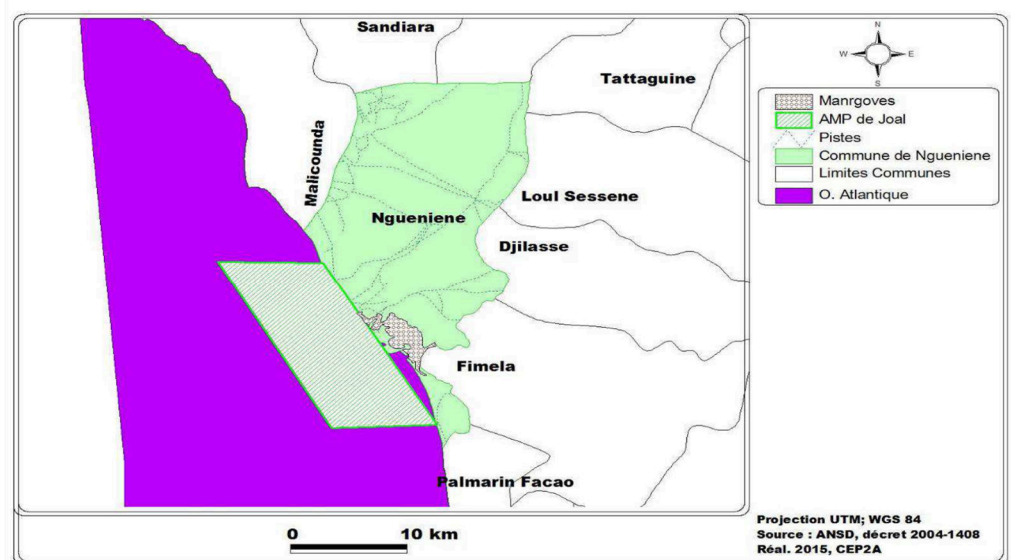 Sandiara
Tattaguine
Malicounda
Loul Sessene
Ngueniene
Djilasse
Fimela
Palmarin Facao
0 10 km
N
W E
S
Manrgoves
AMP de Joal
Pistes
Commune de Ngueniene
Limites Communes
O. Atlantique
Projection UTM; WGS 84
Source : ANSD, décret 2004-1408
Réal. 2015, CEP2A